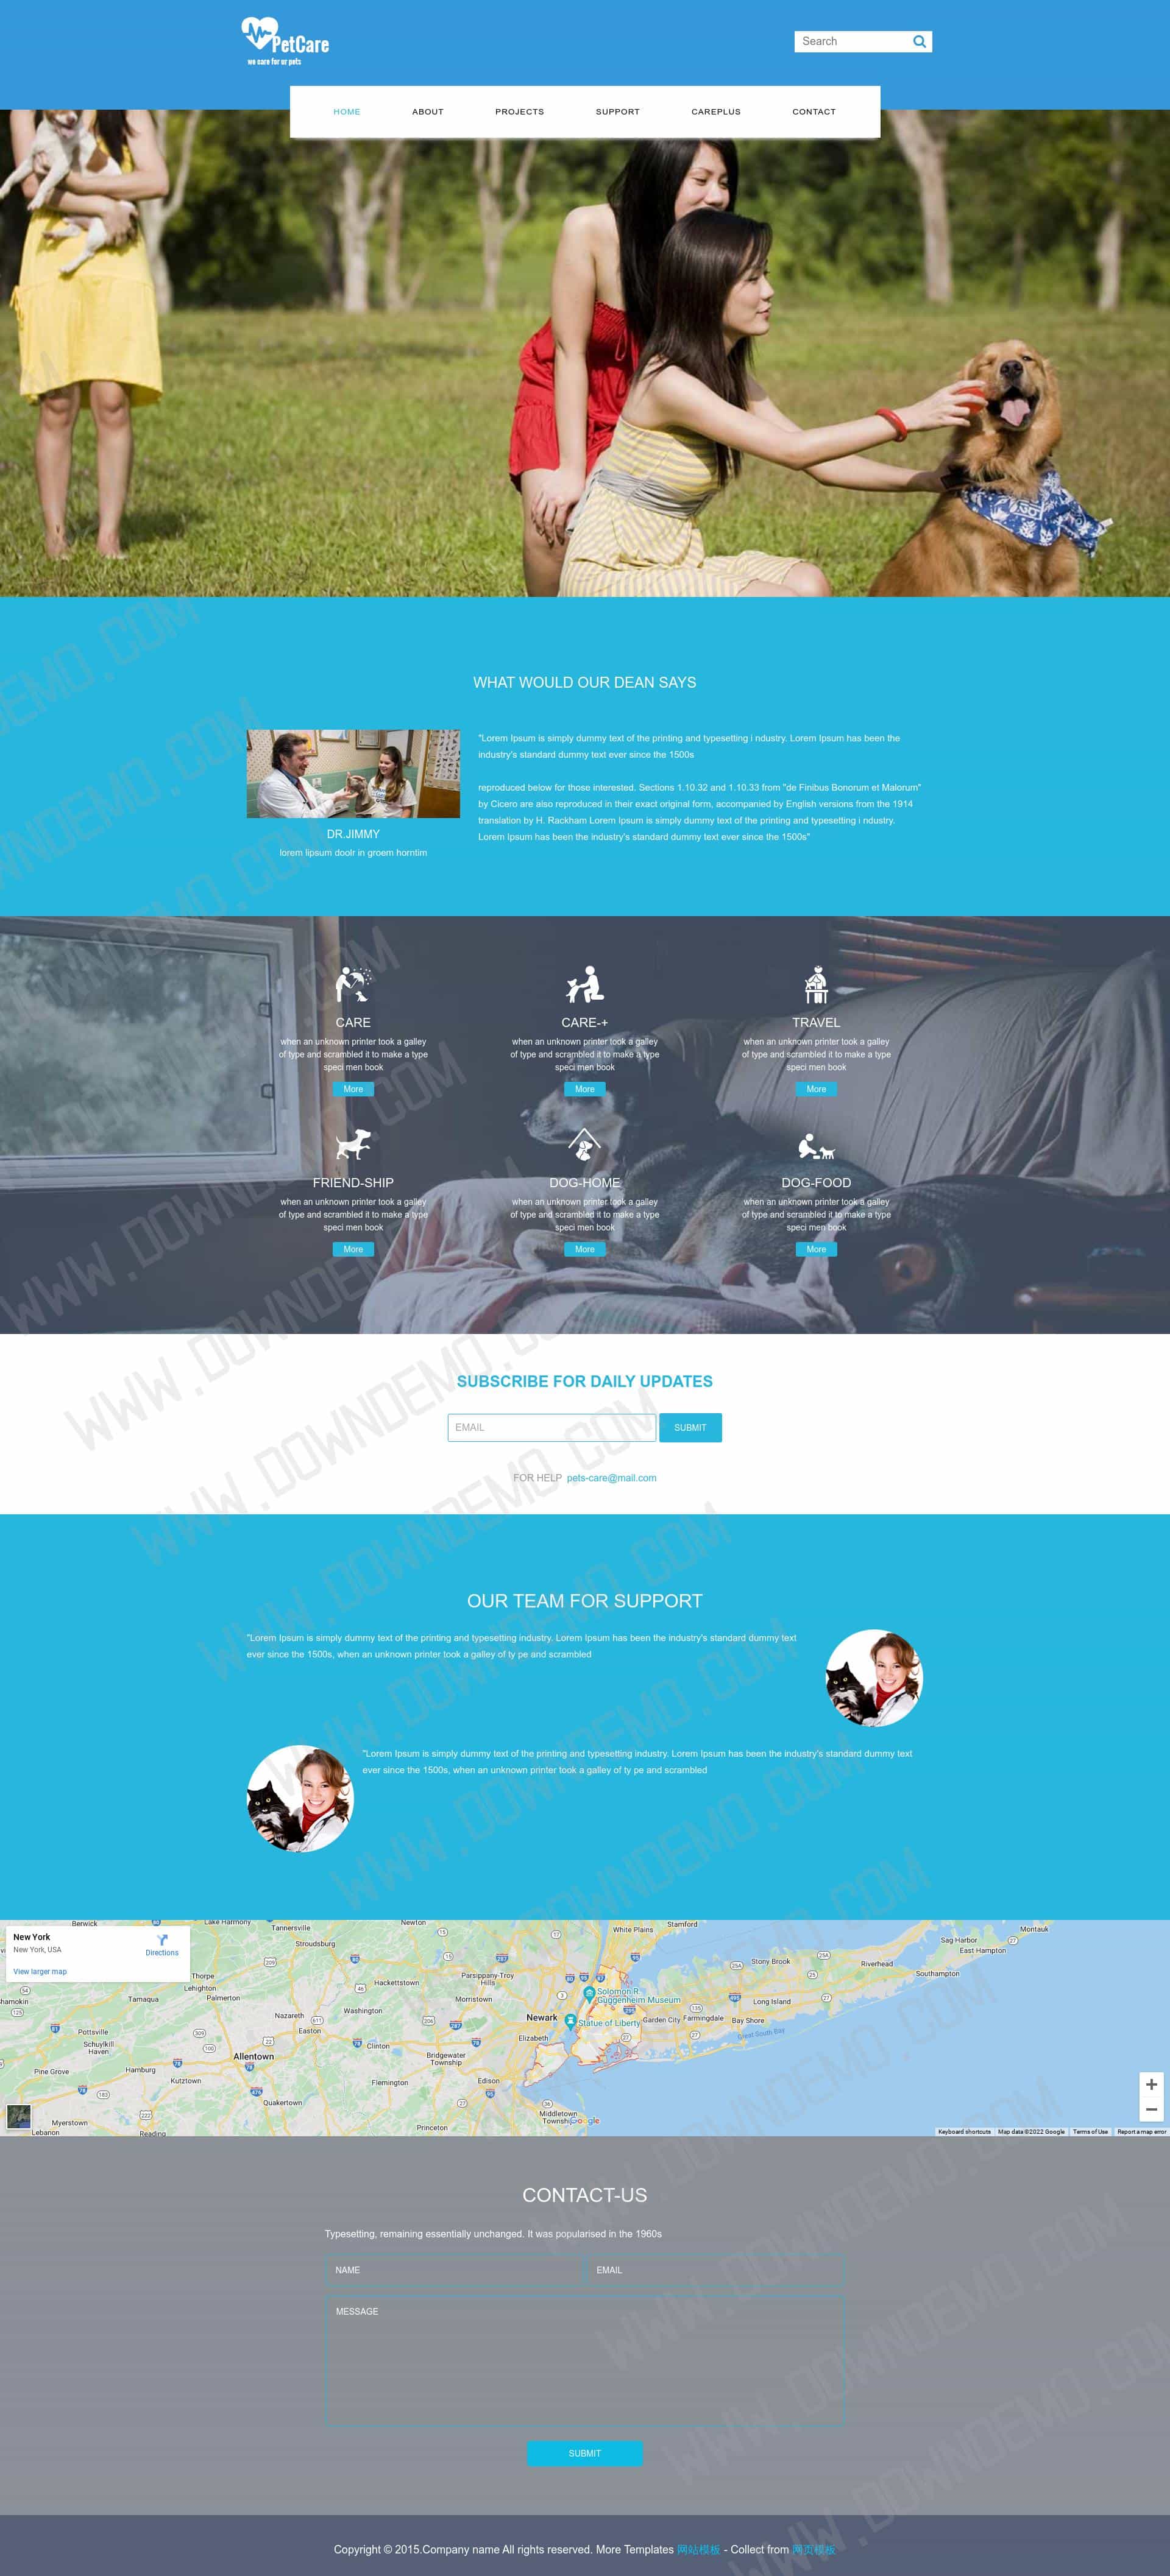 PetCare
we care for ur pets
Search
HOME ABOUT PROJECTS SUPPORT CAREPLUS CONTACT
WHAT WOULD OUR DEAN SAYS
"Lorem Ipsum is simply dummy text of the printing and typesetting i ndustry. Lorem Ipsum has been the
industry's standard dummy text ever since the 1500s
reproduced below for those interested. Sections 1.10.32 and 1.10.33 from "de Finibus Bonorum et Malorum"
by Cicero are also reproduced in their exact original form, accompanied by English versions from the 1914
translation by H. Rackham Lorem Ipsum is simply dummy text of the printing and typesetting i ndustry.
Lorem Ipsum has been the industry's standard dummy text ever since the 1500s"
DR.JIMMY
lorem lipsum doolr in groem horntim
CARE
when an unknown printer took a galley
of type and scrambled it to make a type
speci men book
More
CARE-+
when an unknown printer took a galley
of type and scrambled it to make a type
speci men book
More
TRAVEL
when an unknown printer took a galley
of type and scrambled it to make a type
speci men book
More
FRIEND-SHIP
when an unknown printer took a galley
of type and scrambled it to make a type
speci men book
More
DOG-HOME
when an unknown printer took a galley
of type and scrambled it to make a type
speci men book
More
DOG-FOOD
when an unknown printer took a galley
of type and scrambled it to make a type
speci men book
More
SUBSCRIBE FOR DAILY UPDATES
EMAIL
SUBMIT
FOR HELP pets-care@mail.com
OUR TEAM FOR SUPPORT
"Lorem Ipsum is simply dummy text of the printing and typesetting industry. Lorem Ipsum has been the industry's standard dummy text
ever since the 1500s, when an unknown printer took a galley of ty pe and scrambled
"Lorem Ipsum is simply dummy text of the printing and typesetting industry. Lorem Ipsum has been the industry's standard dummy text
ever since the 1500s, when an unknown printer took a galley of ty pe and scrambled
New York
New York, USA
Directions
View larger map
Berwick
Lake Harmony
Tannersville
Newton
White Plains
Stamford
Montauk
Stroudsburg
Sag Harbor
East Hampton
Stony Brook
Riverhead
Southampton
Lehighton
Palmerton
Tamaqua
Hackettstown
Parsippany-Troy
Hills
Morristown
Solomon R.
Guggenheim Museum
Long Island
Nazareth
Washington
Newark
Statue of Liberty
Garden City
Farmingdale
Bay Shore
Great South Bay
Pottsville
Easton
Elizabeth
Schuylkill
Haven
Allentown
Clinton
Bridgewater
Township
Pine Grove
Hamburg
Kutztown
Flemington
Edison
Quakertown
Myerstown
Middletown
Township
Google
Lebanon
Reading
Princeton
Keyboard shortcuts Map data ©2022 Google Terms of Use Report a map error
CONTACT-US
Typesetting, remaining essentially unchanged. It was popularised in the 1960s
NAME
EMAIL
MESSAGE
SUBMIT
Copyright © 2015.Company name All rights reserved. More Templates 网站模板 - Collect from 网页模板
WWW.DOWNDEMO.COM